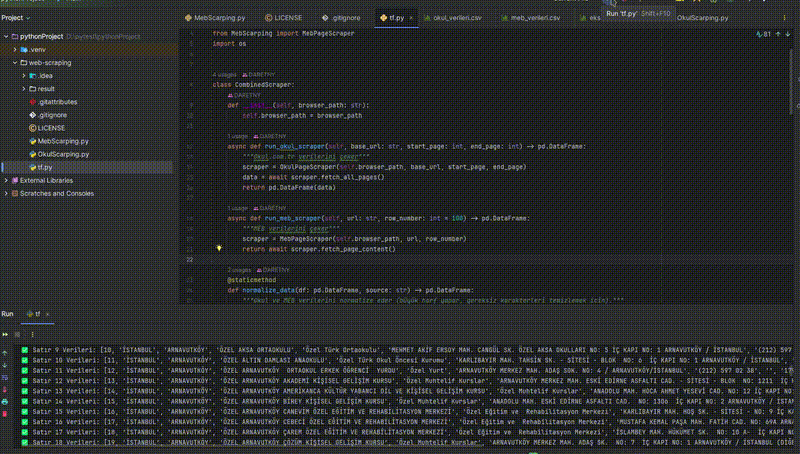 Project
MebScarping.py
LICENSE
.gitignore
tf.py
okul_verileri.csv
meb_verileri.csv
eks
Run 'tf.py' Shift+F10
OkulScarping.py
pythonProject
.venv
web-scraping
.idea
result
.gitattributes
.gitignore
LICENSE
MebScarping.py
OkulScarping.py
tf.py
External Libraries
Scratches and Consoles
81
from MebScarping import MebPageScraper
import os
4 usages DARETNY
class CombinedScraper:
DARETNY
def __init__(self, browser_path: str):
self.browser_path = browser_path
1 usage DARETNY
async def run_okul_scraper(self, base_url: str, start_page: int, end_page: int) -> pd.DataFrame:
"""Okul.com.tr verilerini çeker"""
scraper = OkulPageScraper(self.browser_path, base_url, start_page, end_page)
data = await scraper.fetch_all_pages()
return pd.DataFrame(data)
1 usage DARETNY
async def run_meb_scraper(self, url: str, row_number: int = 100) -> pd.DataFrame:
"""MEB verilerini çeker"""
scraper = MebPageScraper(self.browser_path, url, row_number)
return await scraper.fetch_page_content()
22
2 usages DARETNY
@staticmethod
def normalize_data(df: pd.DataFrame, source: str) -> pd.DataFrame:
"""Okul ve MEB verilerini normalize eder (büyük harf yapar, gereksiz karakterleri temizlemek için)."""
Run
tf
Satır 9 Verileri: [10, 'İSTANBUL', 'ARNAVUTKÖY', 'ÖZEL AKSA ORTAOKULU', 'Özel Türk Ortaokulu', 'MEHMET AKİF ERSOY MAH. CANGÜL SK. ÖZEL AKSA OKULLARI NO: 5 İÇ KAPI NO: 1 ARNAVUTKÖY / İSTANBUL', '(212) 597
Satır 10 Verileri: [11, 'İSTANBUL', 'ARNAVUTKÖY', 'ÖZEL ALTIN DAMLASI ANAOKULU', 'Özel Türk Okul Öncesi Kurumu', 'KARLIBAYIR MAH. TAHSİN SK. - SİTESİ - BLOK NO: 6 İÇ KAPI NO: 1 ARNAVUTKÖY / İSTANBUL',
Satır 11 Verileri: [12, 'İSTANBUL', 'ARNAVUTKÖY', 'ÖZEL ARNAVUTKÖY ORTAOKUL ERKEK ÖĞRENCİ YURDU', 'Özel Yurt', 'ARNAVUTKÖY MERKEZ MAH. ADAŞ SOK. NO: 4 / ARNAVUTKÖY/İSTANBUL', '(212) 597 02 38', '',
Satır 12 Verileri: [13, 'İSTANBUL', 'ARNAVUTKÖY', 'ÖZEL ARNAVUTKÖY AKADEMİ KİŞİSEL GELİŞİM KURSU', 'Özel Muhtelif Kurslar', 'ARNAVUTKÖY MERKEZ MAH. ESKİ EDİRNE ASFALTI CAD. - SİTESİ - BLOK NO: 1211 İÇ
Satır 13 Verileri: [14, 'İSTANBUL', 'ARNAVUTKÖY', 'ÖZEL ARNAVUTKÖY AMERİKANCA KÜLTÜR YABANCI DİL VE KİŞİSEL GELİŞİM KURSU', 'Özel Muhtelif Kurslar', 'ANADOLU MAH. HOCA AHMET YESEVİ CAD. NO: 12 İÇ KAPI NO:
Satır 14 Verileri: [15, 'İSTANBUL', 'ARNAVUTKÖY', 'ÖZEL ARNAVUTKÖY BİREY KİŞİSEL GELİŞİM KURSU', 'Özel Muhtelif Kurslar', 'ANADOLU MAH. ESKİ EDİRNE ASFALTI CAD. NO: 1306 İÇ KAPI NO: 2 ARNAVUTKÖY / İSTAN
Satır 15 Verileri: [16, 'İSTANBUL', 'ARNAVUTKÖY', 'ÖZEL ARNAVUTKÖY CANEVİM ÖZEL EĞİTİM VE REHABİLİTASYON MERKEZİ', 'Özel Eğitim ve Rehabilitasyon Merkezi', 'KARLIBAYIR MAH. HOŞ SK. - SİTESİ - NO: 9 İÇ KA
Satır 16 Verileri: [17, 'İSTANBUL', 'ARNAVUTKÖY', 'ÖZEL ARNAVUTKÖY CEBECİ ÖZEL EĞİTİM VE REHABİLİTASYON MERKEZİ', 'Özel Eğitim ve Rehabilitasyon Merkezi', 'MUSTAFA KEMAL PAŞA MAH. FATİH CAD. NO: 69A
Satır 17 Verileri: [18, 'İSTANBUL', 'ARNAVUTKÖY', 'ÖZEL ARNAVUTKÖY ÇAREM ÖZEL EĞİTİM VE REHABİLİTASYON MERKEZİ', 'Özel Eğitim ve Rehabilitasyon Merkezi', 'İSLAMBEY MAH. HÜKÜMET SK. NO: 10 A- İÇ KAPI N
Satır 18 Verileri: [19, 'İSTANBUL', 'ARNAVUTKÖY', 'ÖZEL ARNAVUTKÖY ÇÖZÜM KİŞİSEL GELİŞİM KURSU', 'Özel Muhtelif Kurslar', 'ARNAVUTKÖY MERKEZ MAH. ADAŞ SK. NO: 7 İÇ KAPI NO: 1 ARNAVUTKÖY / İSTANBUL (DİĞE